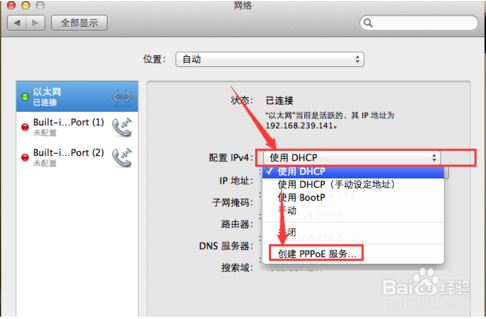 网络
全部显示
位置： 自动
以太网
已连接
Built-i...Port (1)
未配置
Built-i...Port (2)
未配置
状态： 已连接
“以太网”当前是活跃的，其 IP 地址为
192.168.239.141。
配置 IPv4： 使用 DHCP
✓ 使用 DHCP
使用 DHCP（手动设定地址）
使用 BootP
手动
关闭
创建 PPPoE 服务...
IP 地址：
子网掩码：
路由器：
DNS 服务器：
搜索域：
Baidu 经验
jingyan.baidu.com